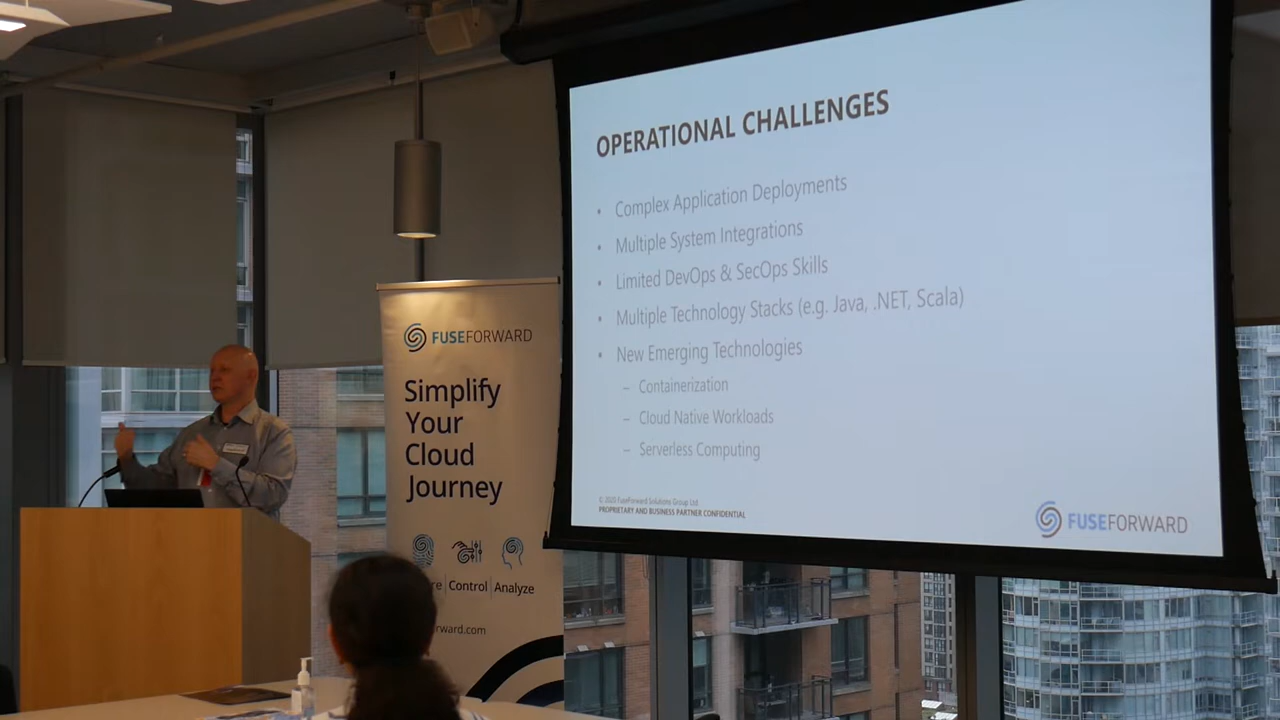 OPERATIONAL CHALLENGES
• Complex Application Deployments
• Multiple System Integrations
• Limited DevOps & SecOps Skills
• Multiple Technology Stacks (e.g. Java, .NET, Scala)
• New Emerging Technologies
– Containerization
– Cloud Native Workloads
– Serverless Computing
© 2020 FuseForward Solutions Group Ltd
PROPRIETARY AND BUSINESS PARTNER CONFIDENTIAL
FUSEFORWARD
FUSEFORWARD
Simplify
Your
Cloud
Journey
re | Control | Analyze
rward.com